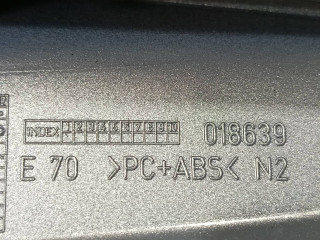 INDEX 1 2 3 4 5 6 7 8 9 10 018639
E 70 >PC+ABS< N2